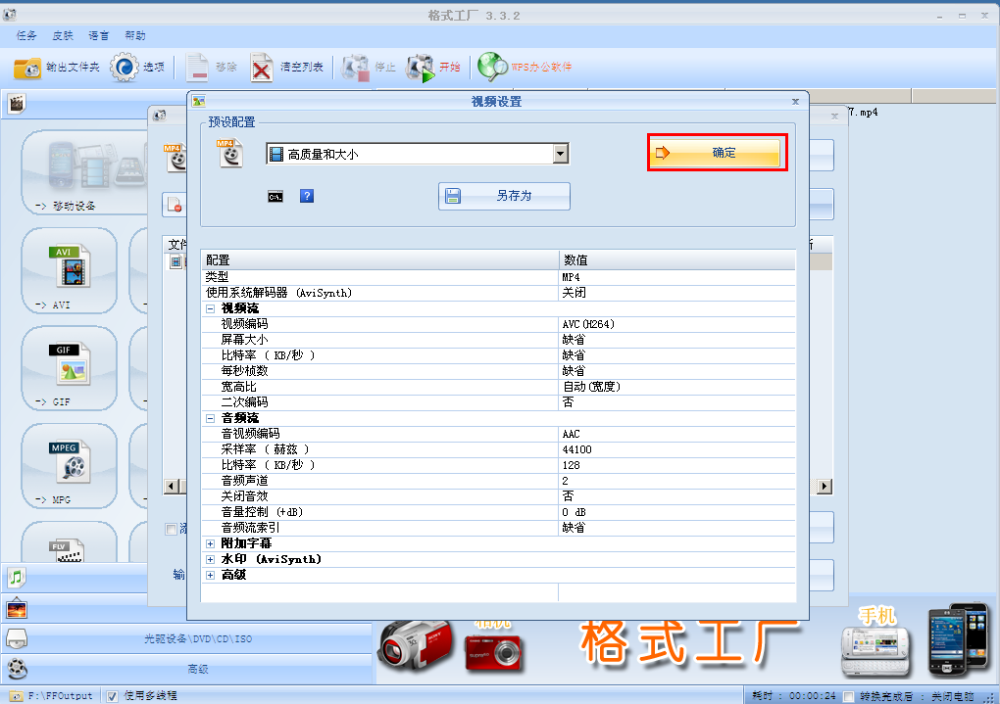 格式工厂 3.3.2
任务 皮肤 语言 帮助
输出文件夹 选项 移除 清空列表 停止 开始 WPS办公软件
视频设置
7.mp4
预设配置
MP4 MP4 高质量和大小 确定
C:\ ? 另存为
-> 移动设备
文件
配置 数值
类型 MP4
使用系统解码器 (AviSynth) 关闭
视频流
视频编码 AVC(H264)
屏幕大小 缺省
比特率 ( KB/秒 ) 缺省
每秒桢数 缺省
宽高比 自动(宽度)
二次编码 否
音频流
音视频编码 AAC
采样率 ( 赫兹 ) 44100
比特率 ( KB/秒 ) 128
音频声道 2
关闭音效 否
音量控制 (+dB) 0 dB
音频流索引 缺省
附加字幕
水印 (AviSynth)
高级
AVI
-> AVI
GIF
-> GIF
MPEG
-> MPG
FLV
输
相机
格式工厂
手机
光驱设备\DVD\CD\ISO
高级
F:\FFOutput 使用多线程 耗时 : 00:00:24 转换完成后 : 关闭电脑